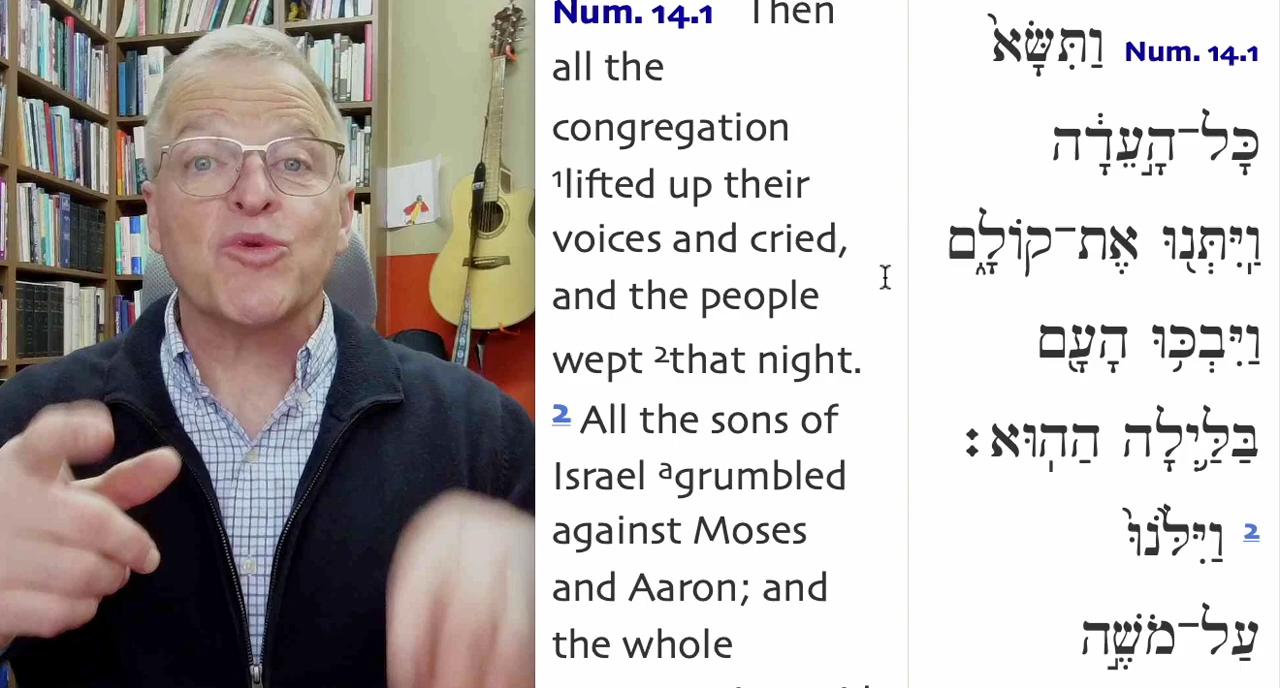 Num. 14.1 Then
all the
congregation
¹lifted up their
voices and cried,
and the people
wept ²that night.
2 All the sons of
Israel ᵃgrumbled
against Moses
and Aaron; and
the whole
Num. 14.1 וַתִּשָּׂא֙
כָּל־הָ֣עֵדָ֔ה
וַֽיִּתְּנ֖וּ אֶת־קוֹלָ֑ם
וַיִּבְכּ֥וּ הָעָ֖ם
בַּלַּ֥יְלָה הַהֽוּא׃
2 וַיִּלֹּ֙נוּ֙
עַל־מֹשֶׁ֣ה